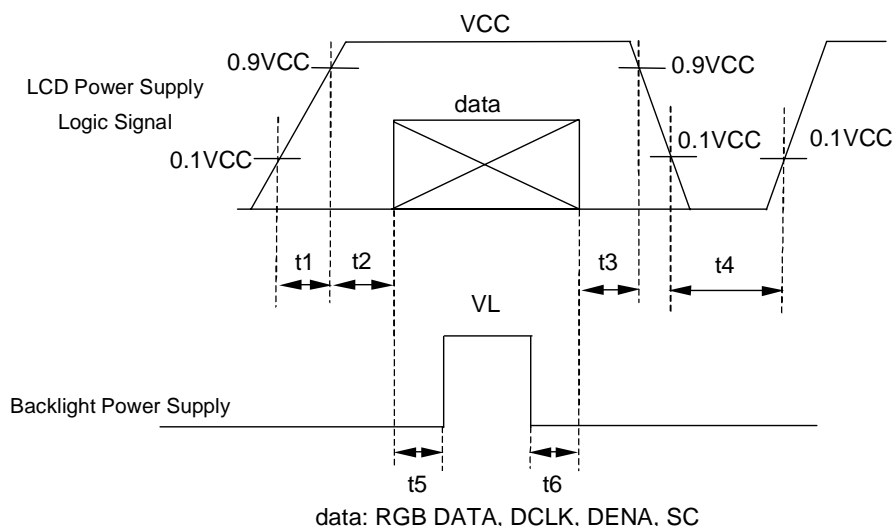 VCC
0.9VCC
0.9VCC
LCD Power Supply
Logic Signal
data
0.1VCC
0.1VCC
0.1VCC
t1
t2
t3
t4
VL
Backlight Power Supply
t5
t6
data: RGB DATA, DCLK, DENA, SC